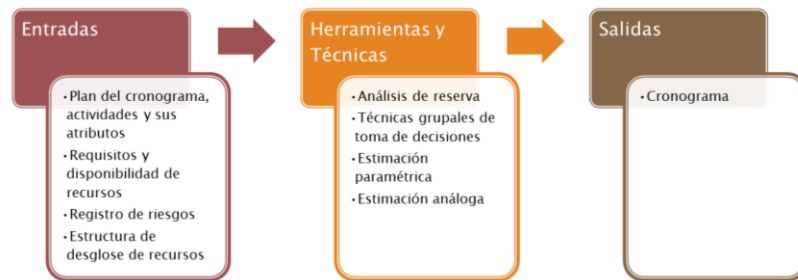 Entradas
• Plan del cronograma,
actividades y sus
atributos
• Requisitos y
disponibilidad de
recursos
• Registro de riesgos
• Estructura de
desglose de recursos
Herramientas y
Técnicas
• Análisis de reserva
• Técnicas grupales de
toma de decisiones
• Estimación
paramétrica
• Estimación análoga
Salidas
• Cronograma